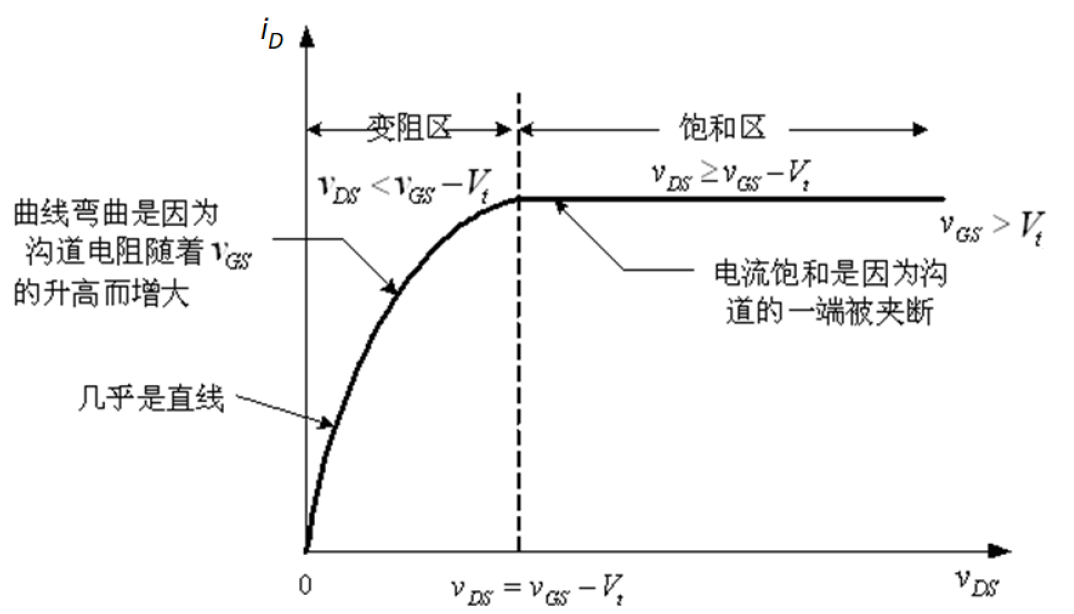 i_D
变阻区
饱和区
v_DS < v_GS − V_t
v_DS ≥ v_GS − V_t
v_GS > V_t
曲线弯曲是因为
沟道电阻随着 v_GS
的升高而增大
电流饱和是因为沟
道的一端被夹断
几乎是直线
0
v_DS = v_GS − V_t
v_DS